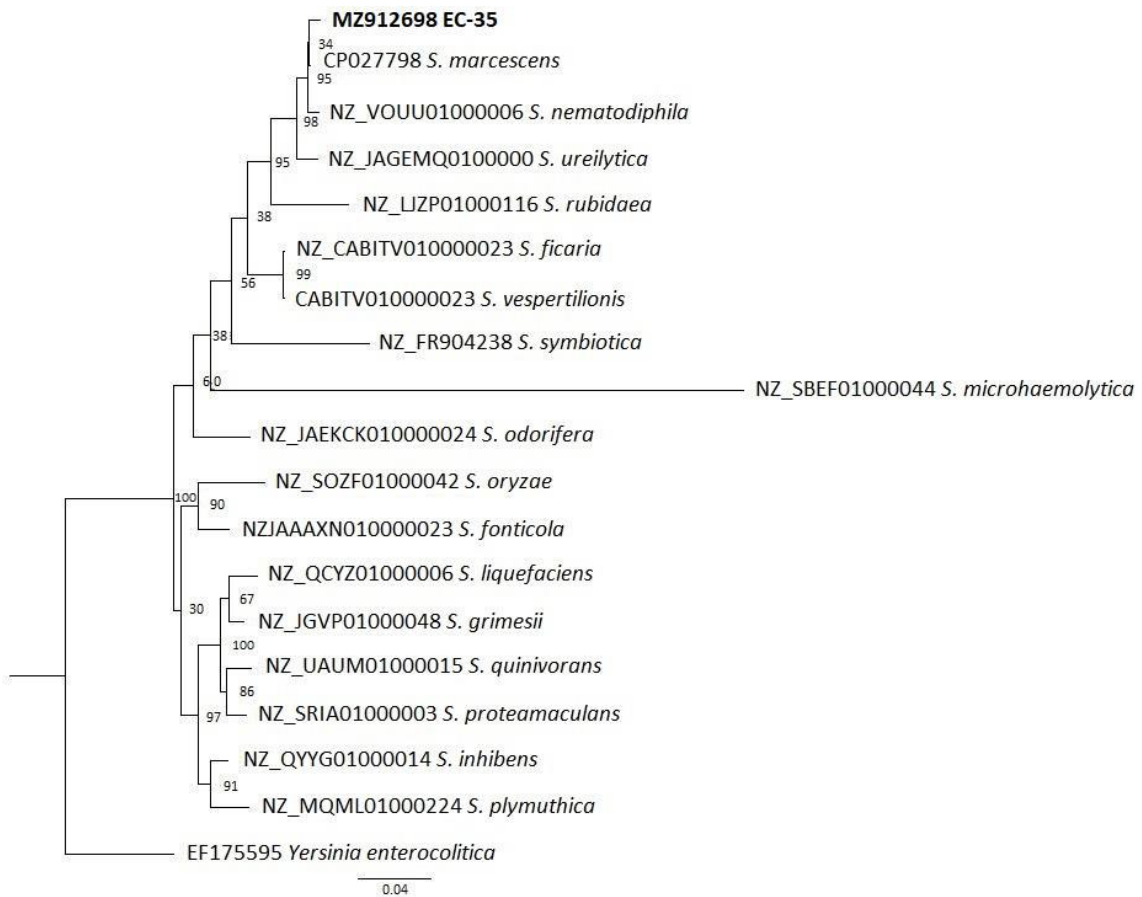 MZ912698 EC-35
34
CP027798 S. marcescens
95
NZ_VOUU01000006 S. nematodiphila
98
NZ_JAGEMQ0100000 S. ureilytica
95
NZ_LJZP01000116 S. rubidaea
38
NZ_CABITV010000023 S. ficaria
99
56
CABITV010000023 S. vespertilionis
38
NZ_FR904238 S. symbiotica
60
NZ_SBEF01000044 S. microhaemolytica
NZ_JAEKCK010000024 S. odorifera
NZ_SOZF01000042 S. oryzae
100
90
NZJAAAXN010000023 S. fonticola
NZ_QCYZ01000006 S. liquefaciens
67
30
NZ_JGVP01000048 S. grimesii
100
NZ_UAUM01000015 S. quinivorans
86
97
NZ_SRIA01000003 S. proteamaculans
NZ_QYYG01000014 S. inhibens
91
NZ_MQML01000224 S. plymuthica
EF175595 Yersinia enterocolitica
0.04